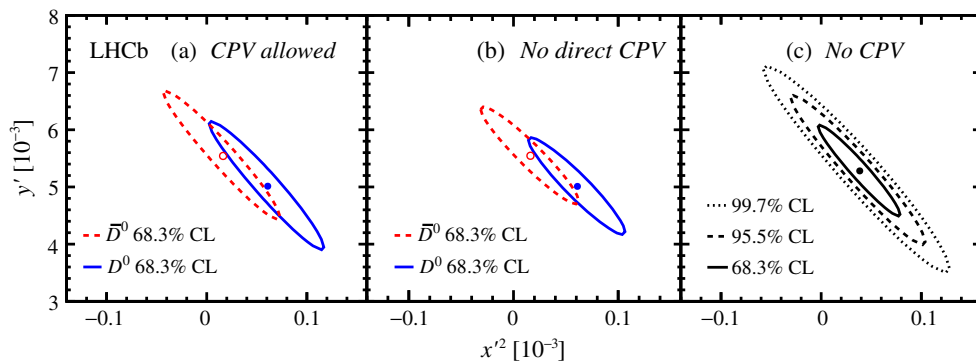 8
7
6
5
4
3
y′ [10⁻³]
LHCb (a) CPV allowed
D̅⁰ 68.3% CL
D⁰ 68.3% CL
(b) No direct CPV
D̅⁰ 68.3% CL
D⁰ 68.3% CL
(c) No CPV
99.7% CL
95.5% CL
68.3% CL
−0.1 0 0.1 −0.1 0 0.1 −0.1 0 0.1
x′² [10⁻³]